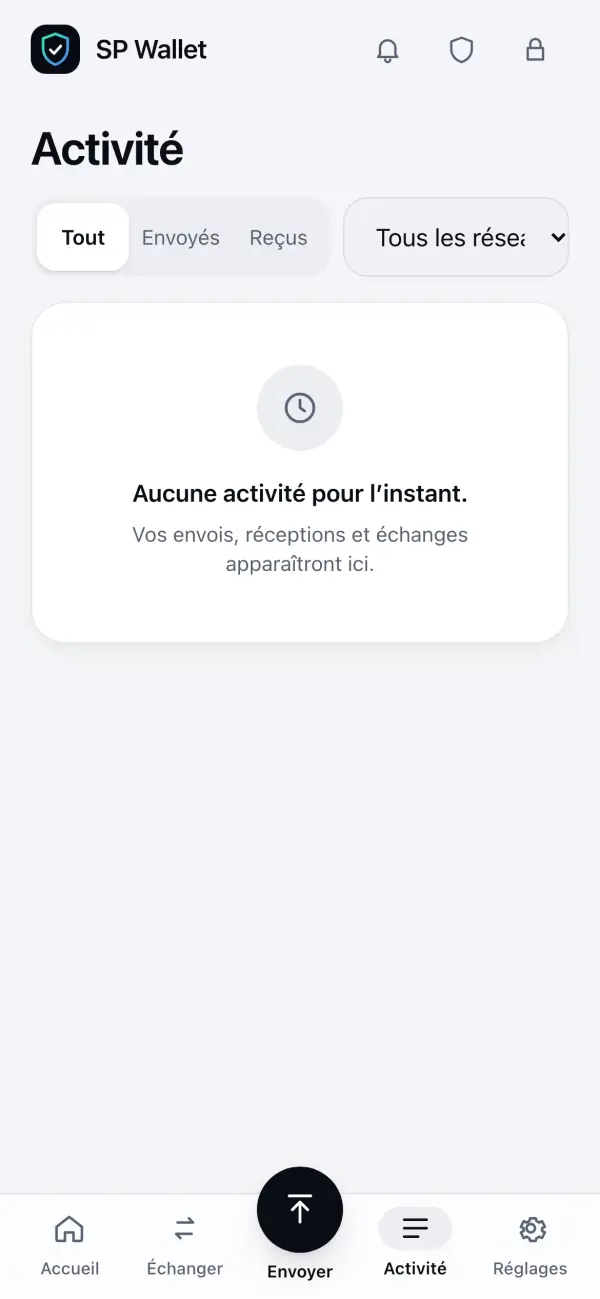 SP Wallet
Activité
Tout Envoyés Reçus Tous les rése
Aucune activité pour l’instant.
Vos envois, réceptions et échanges
apparaîtront ici.
Accueil Échanger Envoyer Activité Réglages